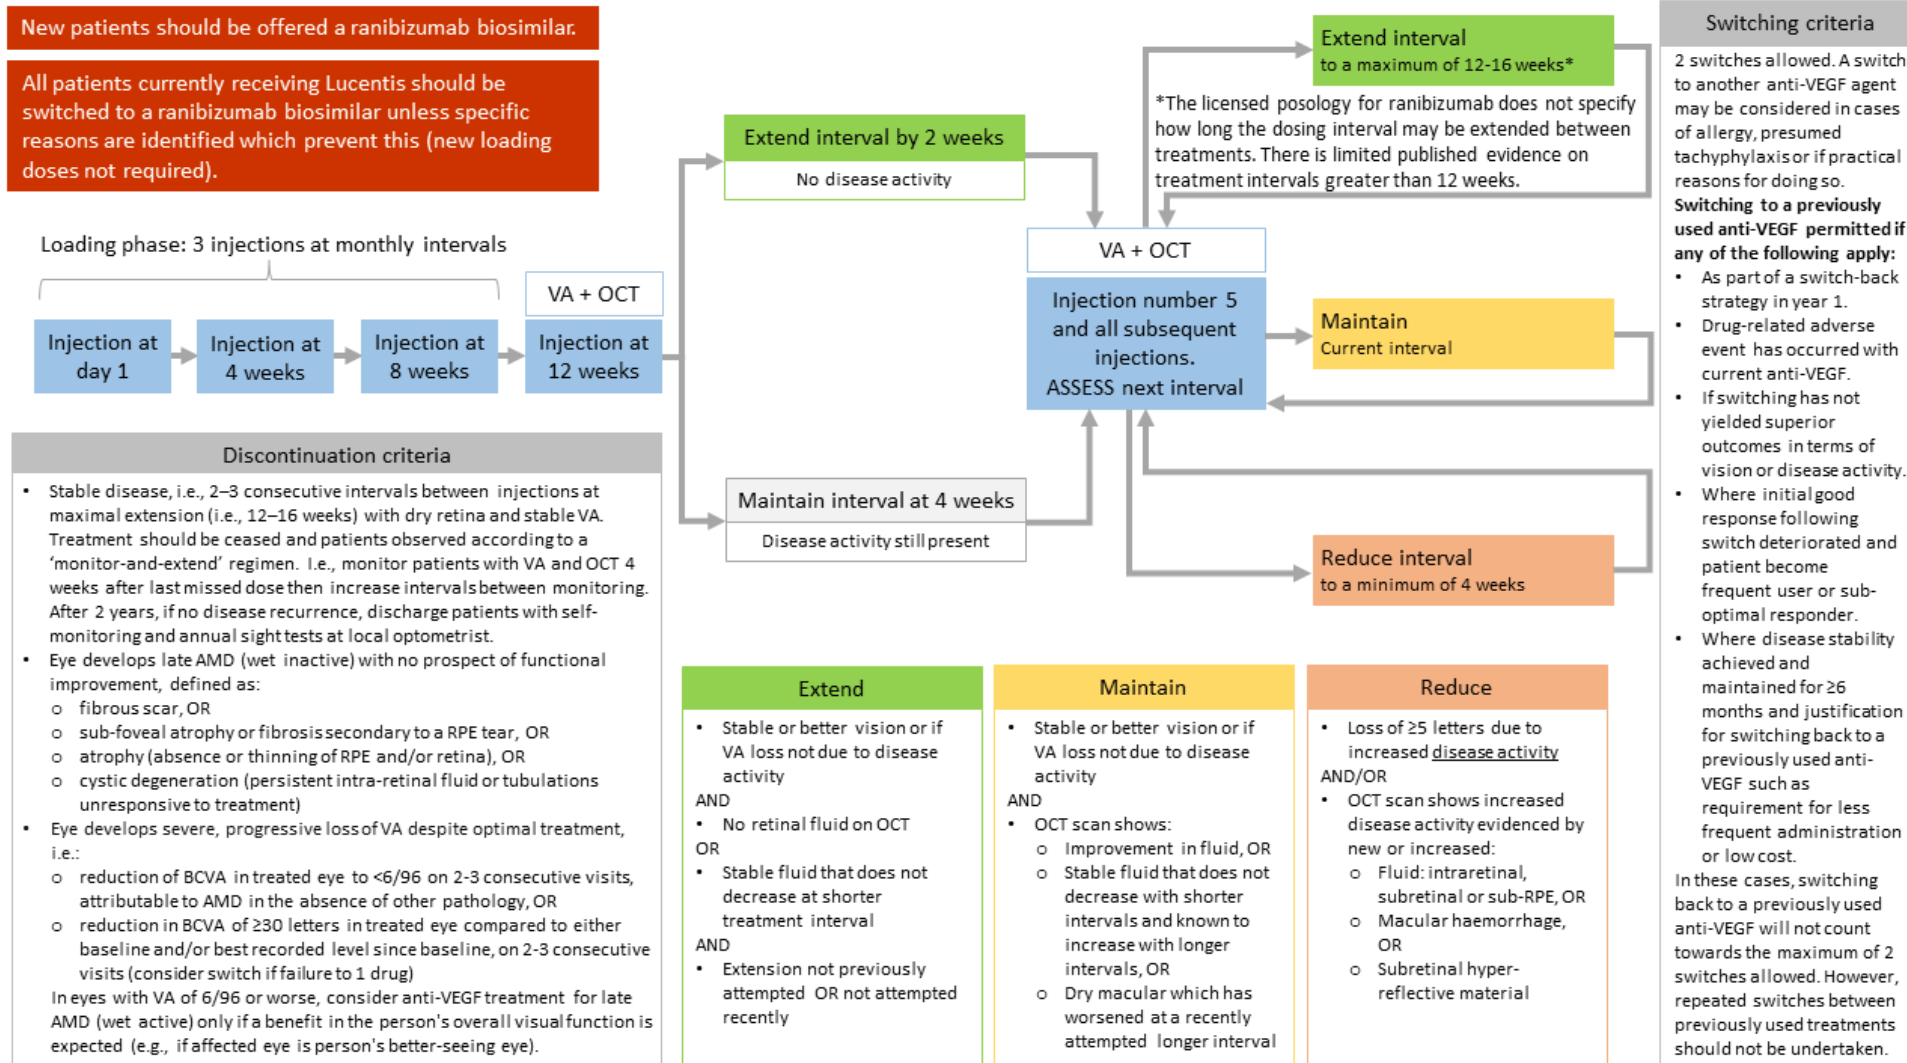 New patients should be offered a ranibizumab biosimilar.
All patients currently receiving Lucentis should be
switched to a ranibizumab biosimilar unless specific
reasons are identified which prevent this (new loading
doses not required).
Loading phase: 3 injections at monthly intervals
Injection at
day 1
Injection at
4 weeks
Injection at
8 weeks
VA + OCT
Injection at
12 weeks
Extend interval by 2 weeks
No disease activity
Maintain interval at 4 weeks
Disease activity still present
VA + OCT
Injection number 5
and all subsequent
injections.
ASSESS next interval
Extend interval
to a maximum of 12-16 weeks*
*The licensed posology for ranibizumab does not specify
how long the dosing interval may be extended between
treatments. There is limited published evidence on
treatment intervals greater than 12 weeks.
Maintain
Current interval
Reduce interval
to a minimum of 4 weeks
Discontinuation criteria
• Stable disease, i.e., 2–3 consecutive intervals between injections at
maximal extension (i.e., 12–16 weeks) with dry retina and stable VA.
Treatment should be ceased and patients observed according to a
‘monitor-and-extend’ regimen. I.e., monitor patients with VA and OCT 4
weeks after last missed dose then increase intervals between monitoring.
After 2 years, if no disease recurrence, discharge patients with self-
monitoring and annual sight tests at local optometrist.
• Eye develops late AMD (wet inactive) with no prospect of functional
improvement, defined as:
o fibrous scar, OR
o sub-foveal atrophy or fibrosis secondary to a RPE tear, OR
o atrophy (absence or thinning of RPE and/or retina), OR
o cystic degeneration (persistent intra-retinal fluid or tubulations
unresponsive to treatment)
• Eye develops severe, progressive loss of VA despite optimal treatment,
i.e.:
o reduction of BCVA in treated eye to <6/96 on 2-3 consecutive visits,
attributable to AMD in the absence of other pathology, OR
o reduction in BCVA of ≥30 letters in treated eye compared to either
baseline and/or best recorded level since baseline, on 2-3 consecutive
visits (consider switch if failure to 1 drug)
In eyes with VA of 6/96 or worse, consider anti-VEGF treatment for late
AMD (wet active) only if a benefit in the person's overall visual function is
expected (e.g., if affected eye is person's better-seeing eye).
Extend
• Stable or better vision or if
VA loss not due to disease
activity
AND
• No retinal fluid on OCT
OR
• Stable fluid that does not
decrease at shorter
treatment interval
AND
• Extension not previously
attempted OR not attempted
recently
Maintain
• Stable or better vision or if
VA loss not due to disease
activity
AND
• OCT scan shows:
o Improvement in fluid, OR
o Stable fluid that does not
decrease with shorter
intervals and known to
increase with longer
intervals, OR
o Dry macular which has
worsened at a recently
attempted longer interval
Reduce
• Loss of ≥5 letters due to
increased disease activity
AND/OR
• OCT scan shows increased
disease activity evidenced by
new or increased:
o Fluid: intraretinal,
subretinal or sub-RPE, OR
o Macular haemorrhage,
OR
o Subretinal hyper-
reflective material
Switching criteria
2 switches allowed. A switch
to another anti-VEGF agent
may be considered in cases
of allergy, presumed
tachyphylaxis or if practical
reasons for doing so.
Switching to a previously
used anti-VEGF permitted if
any of the following apply:
• As part of a switch-back
strategy in year 1.
• Drug-related adverse
event has occurred with
current anti-VEGF.
• If switching has not
yielded superior
outcomes in terms of
vision or disease activity.
• Where initial good
response following
switch deteriorated and
patient become
frequent user or sub-
optimal responder.
• Where disease stability
achieved and
maintained for ≥6
months and justification
for switching back to a
previously used anti-
VEGF such as
requirement for less
frequent administration
or low cost.
In these cases, switching
back to a previously used
anti-VEGF will not count
towards the maximum of 2
switches allowed. However,
repeated switches between
previously used treatments
should not be undertaken.